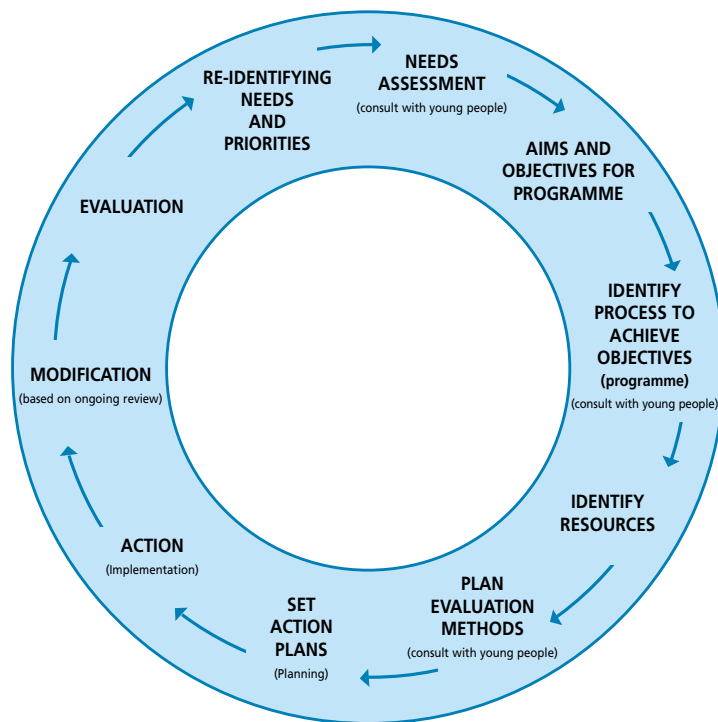 NEEDS
ASSESSMENT
(consult with young people)
AIMS AND
OBJECTIVES FOR
PROGRAMME
IDENTIFY
PROCESS TO
ACHIEVE
OBJECTIVES
(programme)
(consult with young people)
IDENTIFY
RESOURCES
PLAN
EVALUATION
METHODS
(consult with young people)
SET
ACTION
PLANS
(Planning)
ACTION
(Implementation)
MODIFICATION
(based on ongoing review)
EVALUATION
RE-IDENTIFYING
NEEDS
AND
PRIORITIES